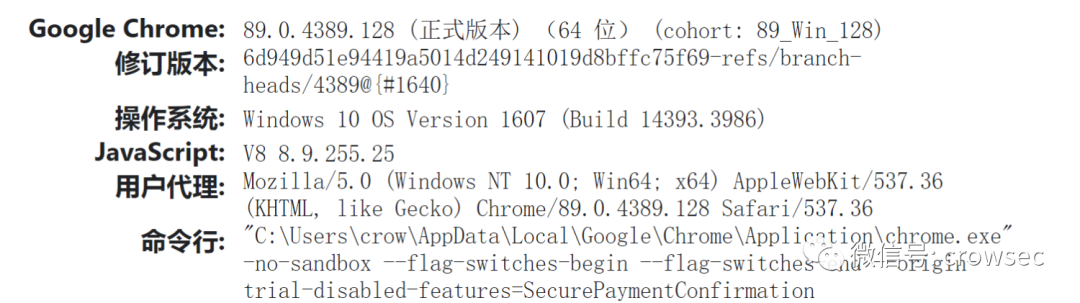 Google Chrome: 89.0.4389.128 (正式版本) (64 位) (cohort: 89_Win_128)
修订版本: 6d949d51e94419a5014d249141019d8bffc75f69-refs/branch-
heads/4389@{#1640}
操作系统: Windows 10 OS Version 1607 (Build 14393.3986)
JavaScript: V8 8.9.255.25
用户代理: Mozilla/5.0 (Windows NT 10.0; Win64; x64) AppleWebKit/537.36
(KHTML, like Gecko) Chrome/89.0.4389.128 Safari/537.36
命令行: "C:\Users\crow\AppData\Local\Google\Chrome\Application\chrome.exe"
-no-sandbox --flag-switches-begin --flag-switches-end --origin-
trial-disabled-features=SecurePaymentConfirmation
微信号: crowsec